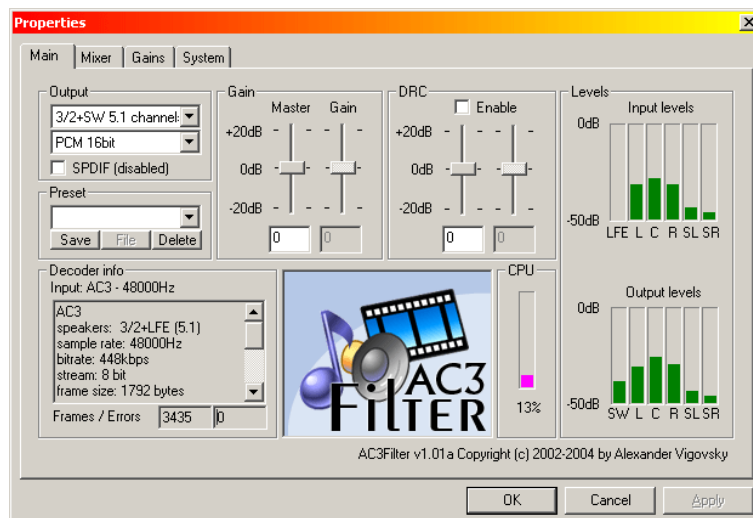 Properties
Main Mixer Gains System
Output
3/2+SW 5.1 channel
PCM 16bit
SPDIF (disabled)
Preset
Save File Delete
Gain
Master Gain
+20dB
0dB
-20dB
0 0
DRC
Enable
+20dB
0dB
-20dB
0 0
Levels
Input levels
0dB
-50dB
LFE L C R SL SR
Output levels
0dB
-50dB
SW L C R SL SR
Decoder info
Input: AC3 - 48000Hz
AC3
speakers: 3/2+LFE (5.1)
sample rate: 48000Hz
bitrate: 448kbps
stream: 8 bit
frame size: 1792 bytes
Frames / Errors 3435 0
AC3
FILTER
CPU
13%
AC3Filter v1.01a Copyright (c) 2002-2004 by Alexander Vigovsky
OK Cancel Apply